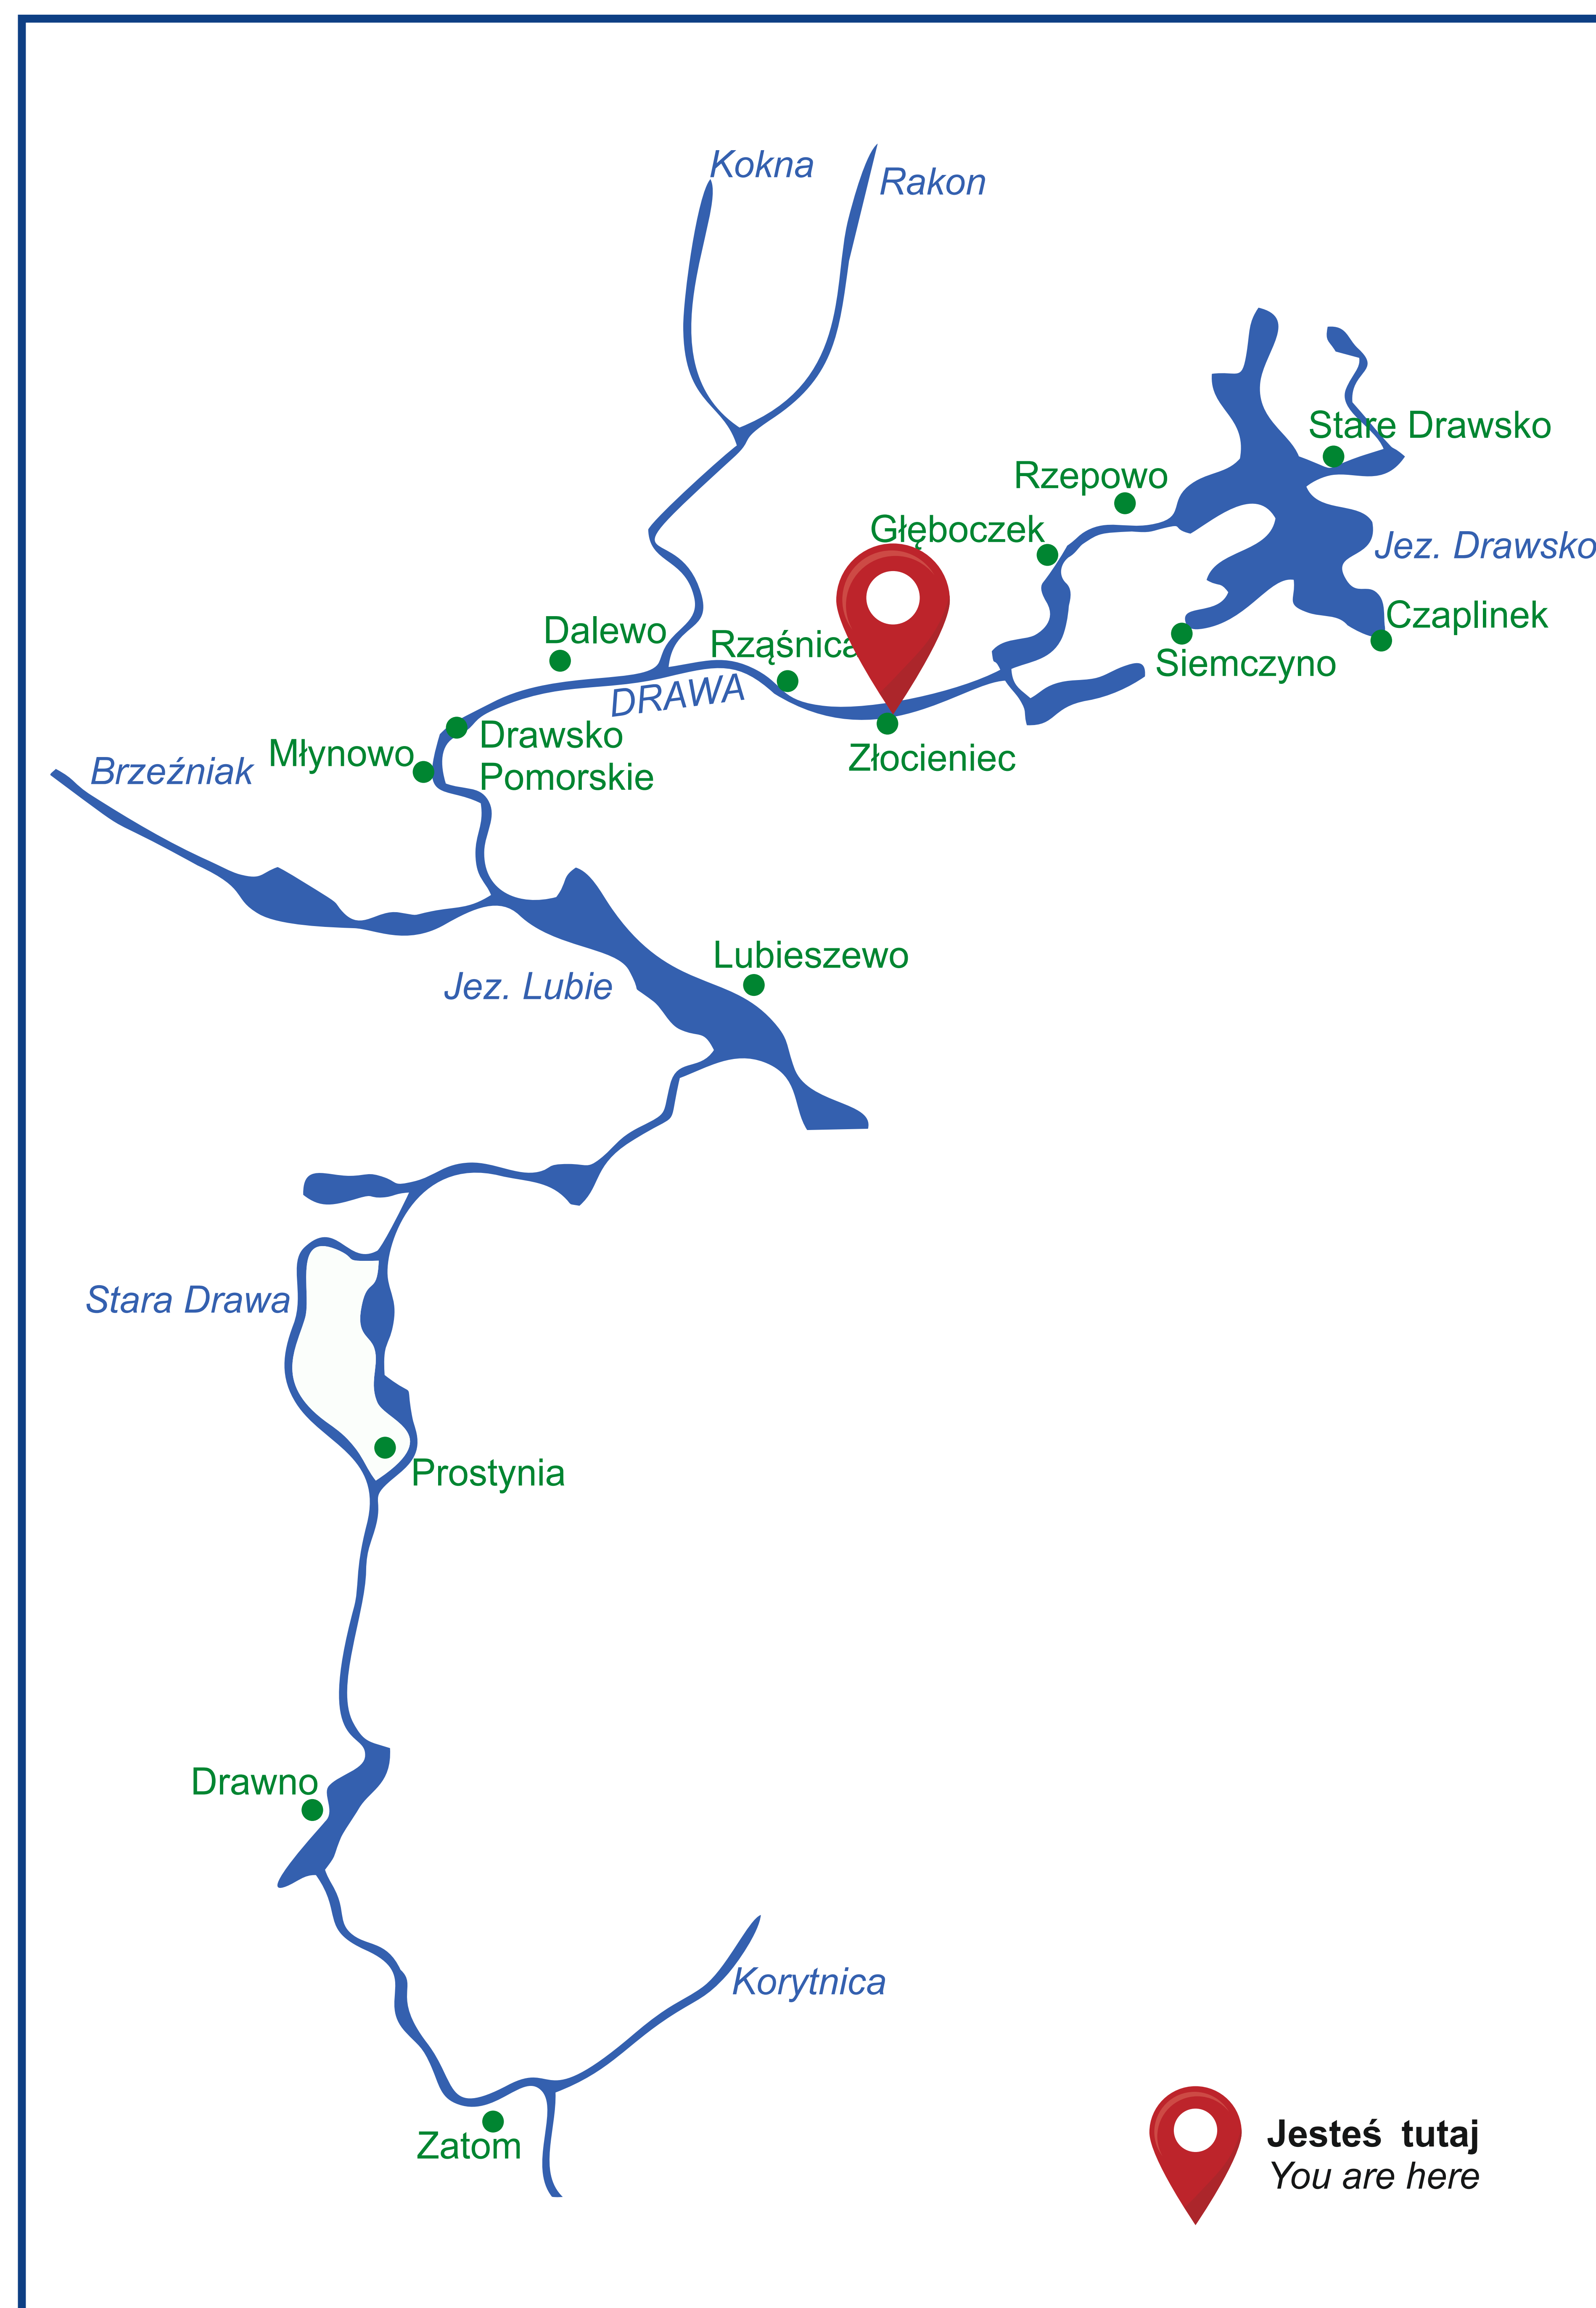 Kokna
Rakon
Stare Drawsko
Rzepowo
Głęboczek
Jez. Drawsko
Czaplinek
Dalewo
Rząśnica
Siemczyno
DRAWA
Drawsko
Pomorskie
Młynowo
Złocieniec
Brzeźniak
Lubieszewo
Jez. Lubie
Stara Drawa
Prostynia
Drawno
Korytnica
Zatom
Jesteś tutaj
You are here